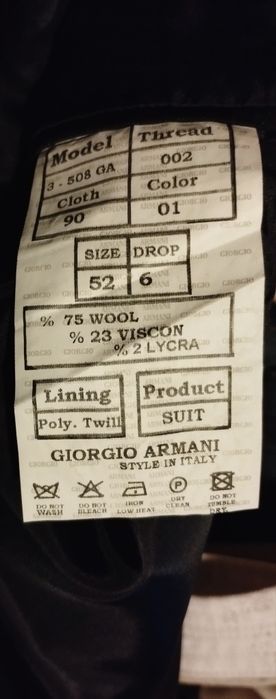 Model Thread
3 - 508 GA 002
Cloth Color
90 01
SIZE DROP
52 6
% 75 WOOL
% 23 VISCON
% 2 LYCRA
Lining Product
Poly. Twill SUIT
GIORGIO ARMANI
STYLE IN ITALY
DO NOT WASH
DO NOT BLEACH
IRON LOW HEAT
P
DRY CLEAN
DO NOT TUMBLE DRY